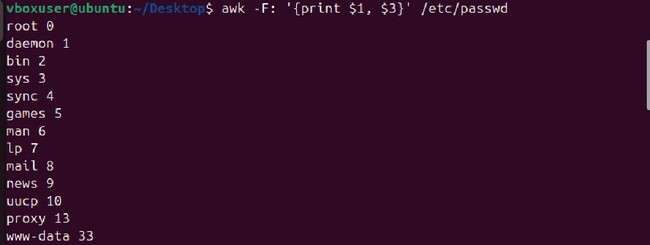 vboxuser@ubuntu:~/Desktop$ awk -F: '{print $1, $3}' /etc/passwd
root 0
daemon 1
bin 2
sys 3
sync 4
games 5
man 6
lp 7
mail 8
news 9
uucp 10
proxy 13
www-data 33